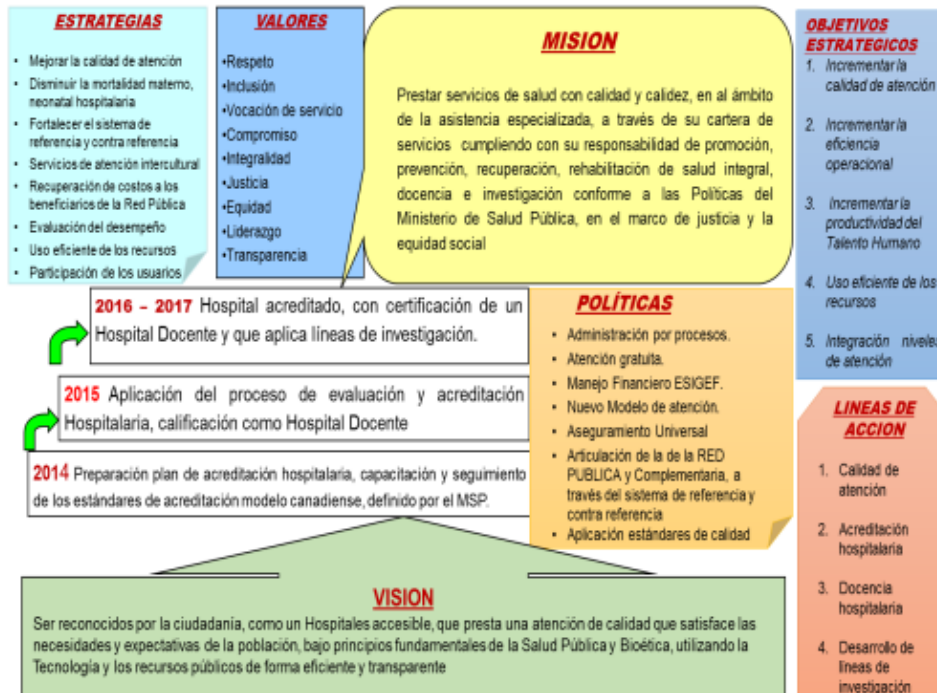 ESTRATEGIAS
• Mejorar la calidad de atención
• Disminuir la mortalidad materno,
neonatal hospitalaria
• Fortalecer el sistema de
referencia y contra referencia
• Servicios de atención intercultural
• Recuperación de costos a los
beneficiarios de la Red Pública
• Evaluación del desempeño
• Uso eficiente de los recursos
• Participación de los usuarios
VALORES
•Respeto
•Inclusión
•Vocación de servicio
•Compromiso
•Integralidad
•Justicia
•Equidad
•Liderazgo
•Transparencia
MISION
Prestar servicios de salud con calidad y calidez, en al ámbito
de la asistencia especializada, a través de su cartera de
servicios cumpliendo con su responsabilidad de promoción,
prevención, recuperación, rehabilitación de salud integral,
docencia e investigación conforme a las Políticas del
Ministerio de Salud Pública, en el marco de justicia y la
equidad social
OBJETIVOS
ESTRATEGICOS
1. Incrementar la
calidad de atención
2. Incrementar la
eficiencia
operacional
3. Incrementar la
productividad del
Talento Humano
4. Uso eficiente de los
recursos
5. Integración nivele
de atención
2016 – 2017 Hospital acreditado, con certificación de un
Hospital Docente y que aplica líneas de investigación.
2015 Aplicación del proceso de evaluación y acreditación
Hospitalaria, calificación como Hospital Docente
2014 Preparación plan de acreditación hospitalaria, capacitación y seguimiento
de los estándares de acreditación modelo canadiense, definido por el MSP.
POLÍTICAS
• Administración por procesos.
• Atención gratuita.
• Manejo Financiero ESIGEF.
• Nuevo Modelo de atención.
• Aseguramiento Universal
• Articulación de la de la RED
PUBLICA y Complementaria, a
través del sistema de referencia y
contra referencia
• Aplicación estándares de calidad
LINEAS DE
ACCION
1. Calidad de
atención
2. Acreditación
hospitalaria
3. Docencia
hospitalaria
4. Desarrollo de
líneas de
investigación
VISION
Ser reconocidos por la ciudadanía, como un Hospitales accesible, que presta una atención de calidad que satisface las
necesidades y expectativas de la población, bajo principios fundamentales de la Salud Pública y Bioética, utilizando la
Tecnología y los recursos públicos de forma eficiente y transparente